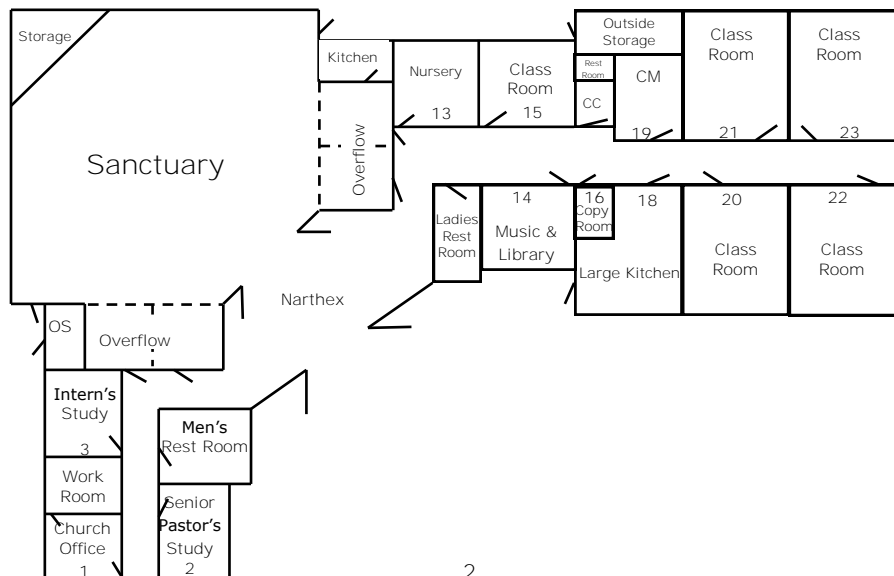 Storage
Sanctuary
Kitchen
Overflow
Nursery
13
Class
Room
15
Outside
Storage
Rest
Room
CC
CM
19
Class
Room
21
Class
Room
23
Ladies
Rest
Room
14
Music &
Library
16
Copy
Room
18
Large Kitchen
20
Class
Room
22
Class
Room
Narthex
OS
Overflow
Intern’s
Study
3
Work
Room
Church
Office
1
Men’s
Rest Room
Senior
Pastor’s
Study
2
2